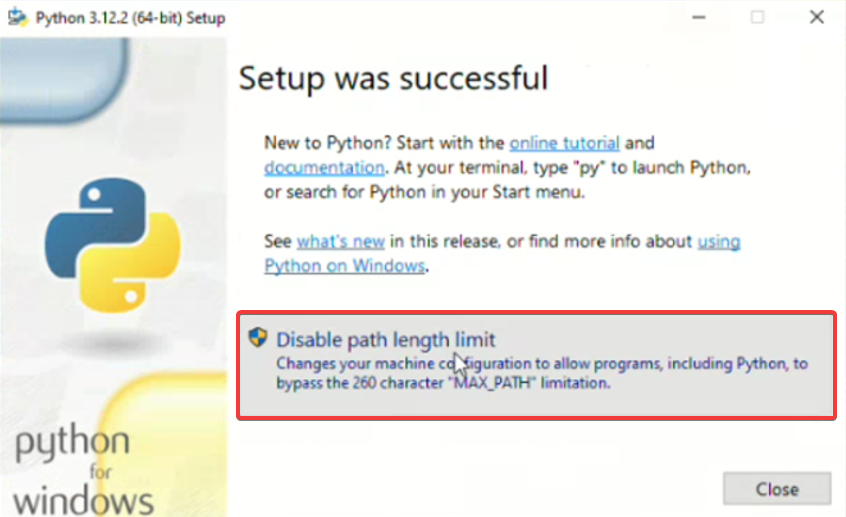 Python 3.12.2 (64-bit) Setup
Setup was successful
New to Python? Start with the online tutorial and
documentation. At your terminal, type "py" to launch Python,
or search for Python in your Start menu.
See what's new in this release, or find more info about using
Python on Windows.
Disable path length limit
Changes your machine configuration to allow programs, including Python, to
bypass the 260 character "MAX_PATH" limitation.
python
for
windows
Close